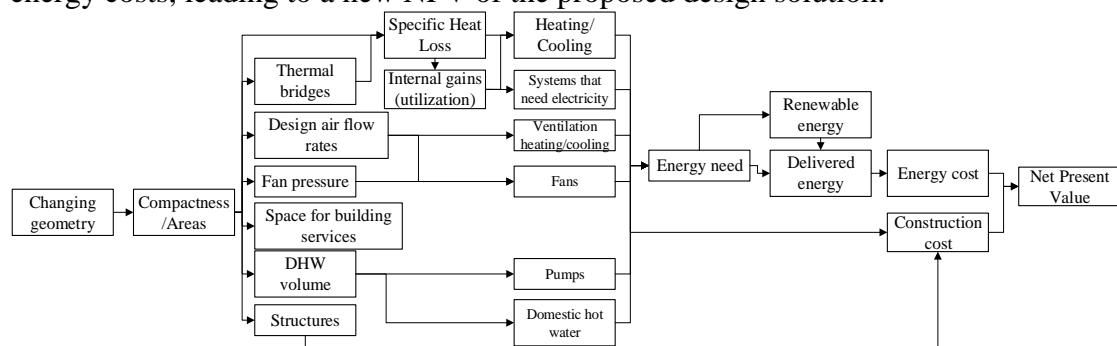 energy costs, leading to a new NPV of the proposed design solution.
Specific Heat
Loss
Heating/
Cooling
Thermal
bridges
Internal gains
(utilization)
Systems that
need electricity
Design air flow
rates
Ventilation
heating/cooling
Renewable
energy
Fan pressure
Fans
Energy need
Delivered
energy
Energy cost
Net Present
Value
Changing
geometry
Compactness
/Areas
Space for building
services
Construction
cost
DHW
volume
Pumps
Structures
Domestic hot
water